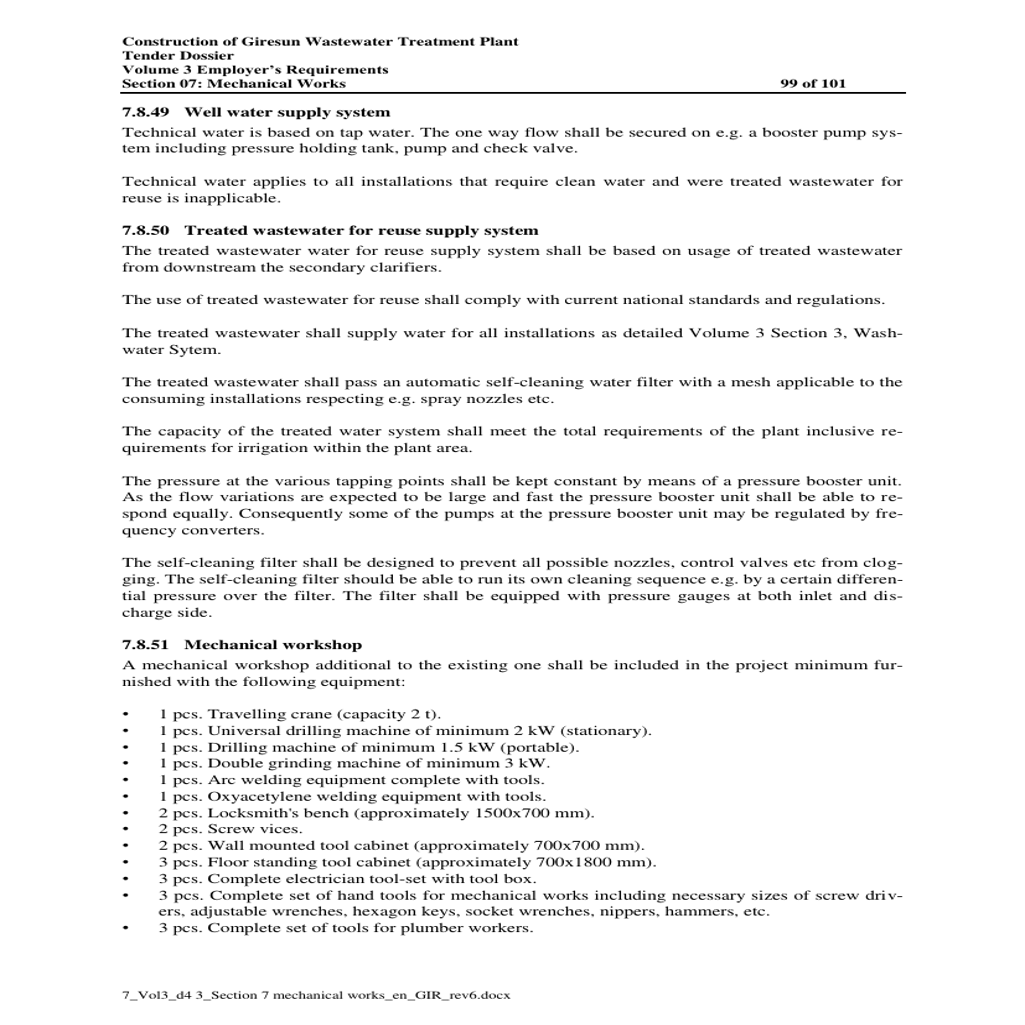 Construction of Giresun Wastewater Treatment Plant
Tender Dossier
Volume 3 Employer's Requirements
Section 07: Mechanical Works 99 of 101
7.8.49 Well water supply system
Technical water is based on tap water. The one way flow shall be secured on e.g. a booster pump sys-
tem including pressure holding tank, pump and check valve.
Technical water applies to all installations that require clean water and were treated wastewater for
reuse is inapplicable.
7.8.50 Treated wastewater for reuse supply system
The treated wastewater water for reuse supply system shall be based on usage of treated wastewater
from downstream the secondary clarifiers.
The use of treated wastewater for reuse shall comply with current national standards and regulations.
The treated wastewater shall supply water for all installations as detailed Volume 3 Section 3, Wash-
water Sytem.
The treated wastewater shall pass an automatic self-cleaning water filter with a mesh applicable to the
consuming installations respecting e.g. spray nozzles etc.
The capacity of the treated water system shall meet the total requirements of the plant inclusive re-
quirements for irrigation within the plant area.
The pressure at the various tapping points shall be kept constant by means of a pressure booster unit.
As the flow variations are expected to be large and fast the pressure booster unit shall be able to re-
spond equally. Consequently some of the pumps at the pressure booster unit may be regulated by fre-
quency converters.
The self-cleaning filter shall be designed to prevent all possible nozzles, control valves etc from clog-
ging. The self-cleaning filter should be able to run its own cleaning sequence e.g. by a certain differen-
tial pressure over the filter. The filter shall be equipped with pressure gauges at both inlet and dis-
charge side.
7.8.51 Mechanical workshop
A mechanical workshop additional to the existing one shall be included in the project minimum fur-
nished with the following equipment:
• 1 pcs. Travelling crane (capacity 2 t).
• 1 pcs. Universal drilling machine of minimum 2 kW (stationary).
• 1 pcs. Drilling machine of minimum 1.5 kW (portable).
• 1 pcs. Double grinding machine of minimum 3 kW.
• 1 pcs. Arc welding equipment complete with tools.
• 1 pcs. Oxyacetylene welding equipment with tools.
• 2 pcs. Locksmith's bench (approximately 1500x700 mm).
• 2 pcs. Screw vices.
• 2 pcs. Wall mounted tool cabinet (approximately 700x700 mm).
• 3 pcs. Floor standing tool cabinet (approximately 700x1800 mm).
• 3 pcs. Complete electrician tool-set with tool box.
• 3 pcs. Complete set of hand tools for mechanical works including necessary sizes of screw driv-
ers, adjustable wrenches, hexagon keys, socket wrenches, nippers, hammers, etc.
• 3 pcs. Complete set of tools for plumber workers.
7_Vol3_d4 3_Section 7 mechanical works_en_GIR_rev6.docx